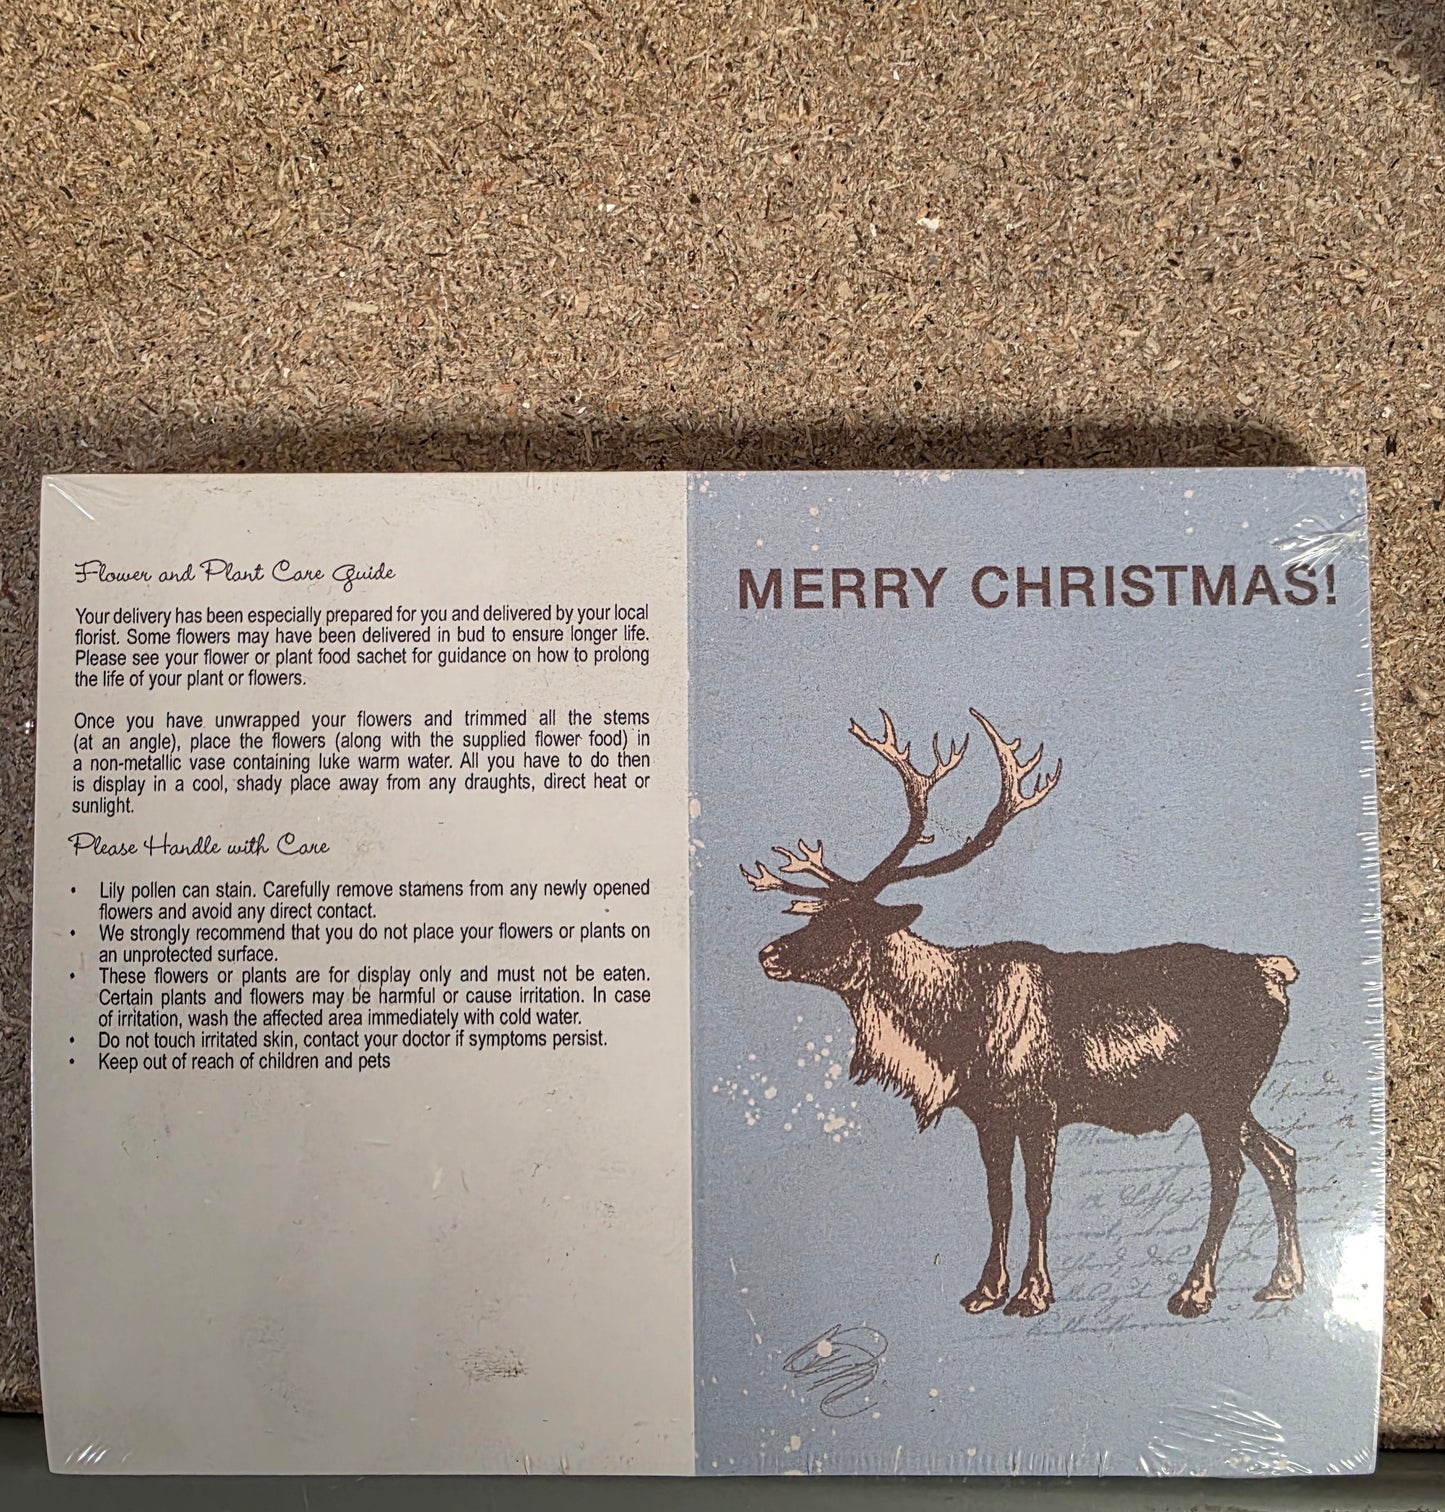 Flower and Plant Care Guide
Your delivery has been especially prepared for you and delivered by your local
florist. Some flowers may have been delivered in bud to ensure longer life.
Please see your flower or plant food sachet for guidance on how to prolong
the life of your plant or flowers.
Once you have unwrapped your flowers and trimmed all the stems
(at an angle), place the flowers (along with the supplied flower food) in
a non-metallic vase containing luke warm water. All you have to do then
is display in a cool, shady place away from any draughts, direct heat or
sunlight.
Please Handle with Care
• Lily pollen can stain. Carefully remove stamens from any newly opened
flowers and avoid any direct contact.
• We strongly recommend that you do not place your flowers or plants on
an unprotected surface.
• These flowers or plants are for display only and must not be eaten.
Certain plants and flowers may be harmful or cause irritation. In case
of irritation, wash the affected area immediately with cold water.
• Do not touch irritated skin, contact your doctor if symptoms persist.
• Keep out of reach of children and pets
MERRY CHRISTMAS!